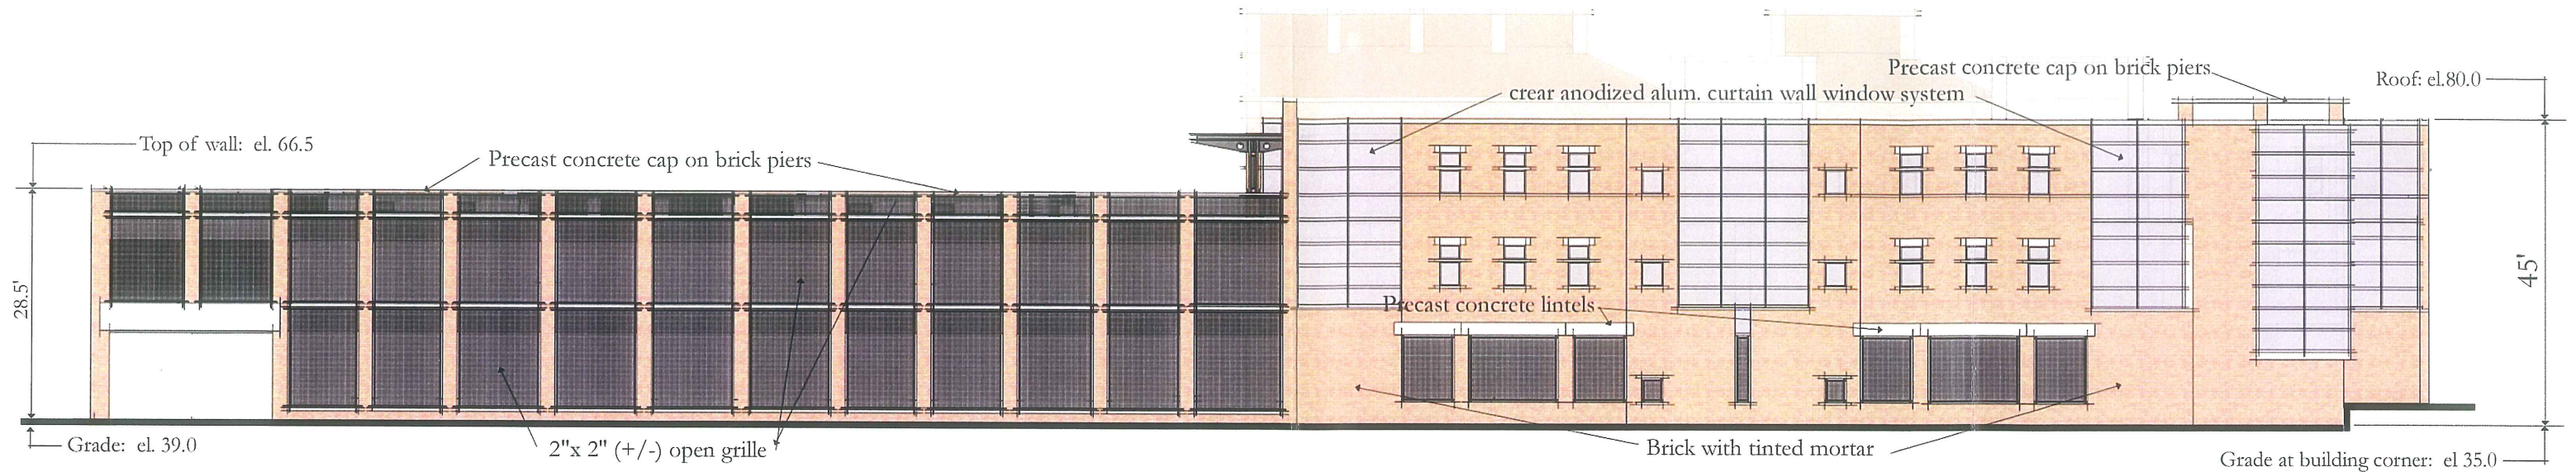 Precast concrete cap on brick piers
Roof: el.80.0
crear anodized alum. curtain wall window system
Top of wall: el. 66.5
Precast concrete cap on brick piers
28.5'
45'
Precast concrete lintels
Grade: el. 39.0
2"x 2" (+/-) open grille
Brick with tinted mortar
Grade at building corner: el 35.0